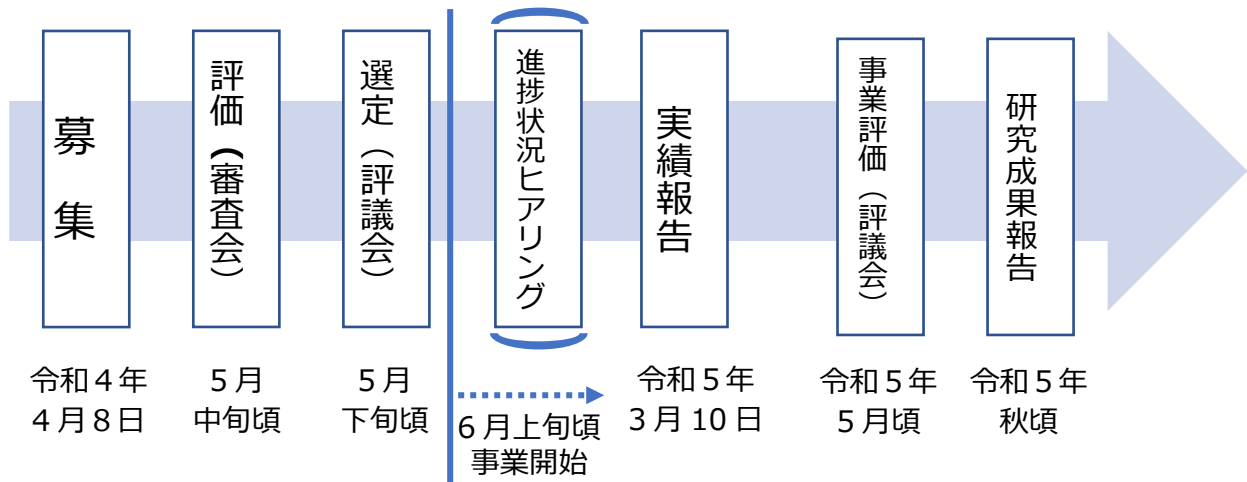 募集
評価（審査会）
選定（評議会）
進捗状況ヒアリング
実績報告
事業評価（評議会）
研究成果報告
令和４年
４月８日
５月
中旬頃
５月
下旬頃
６月上旬頃
事業開始
令和５年
３月10日
令和５年
５月頃
令和５年
秋頃